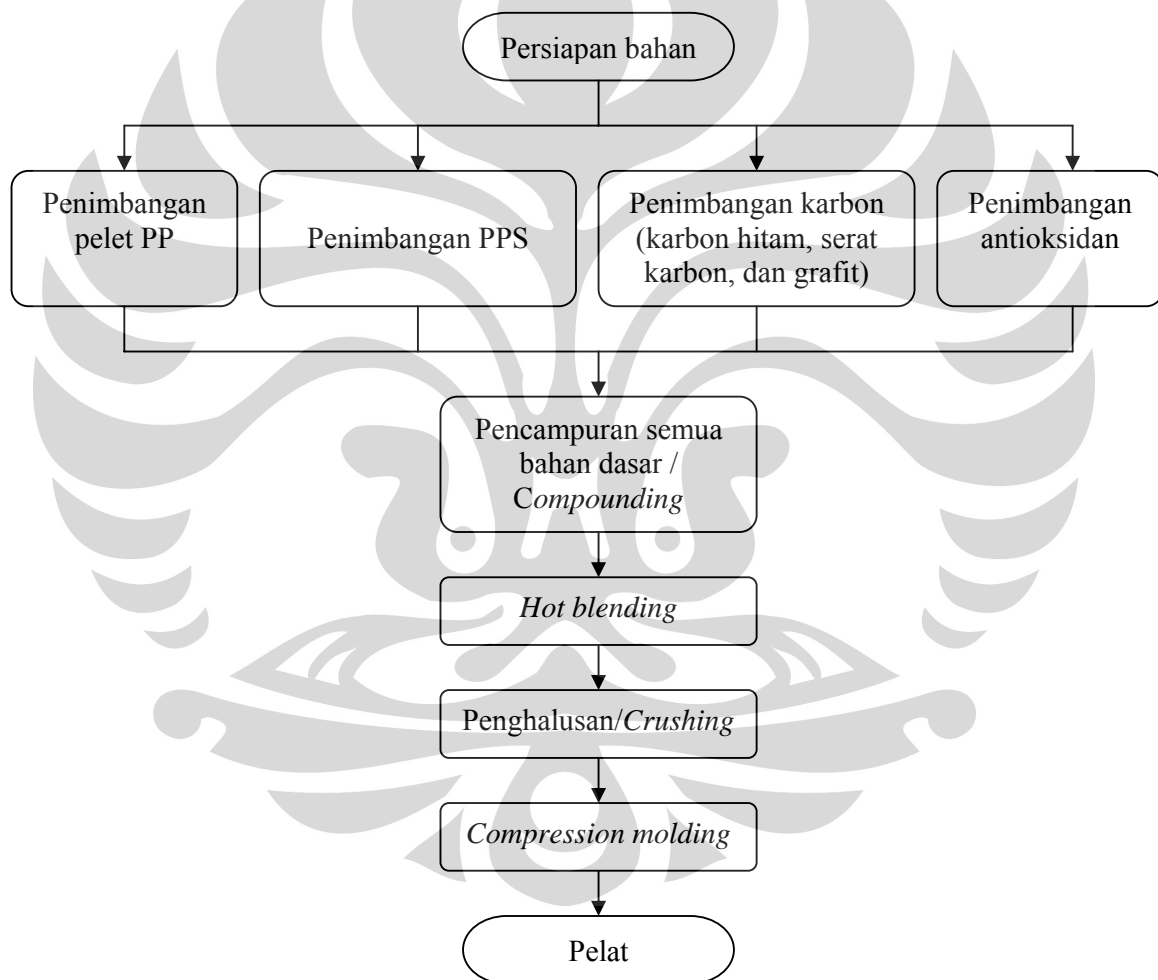 Persiapan bahan
Penimbangan
pelet PP
Penimbangan PPS
Penimbangan karbon
(karbon hitam, serat
karbon, dan grafit)
Penimbangan
antioksidan
Pencampuran semua
bahan dasar /
Compounding
Hot blending
Penghalusan/Crushing
Compression molding
Pelat